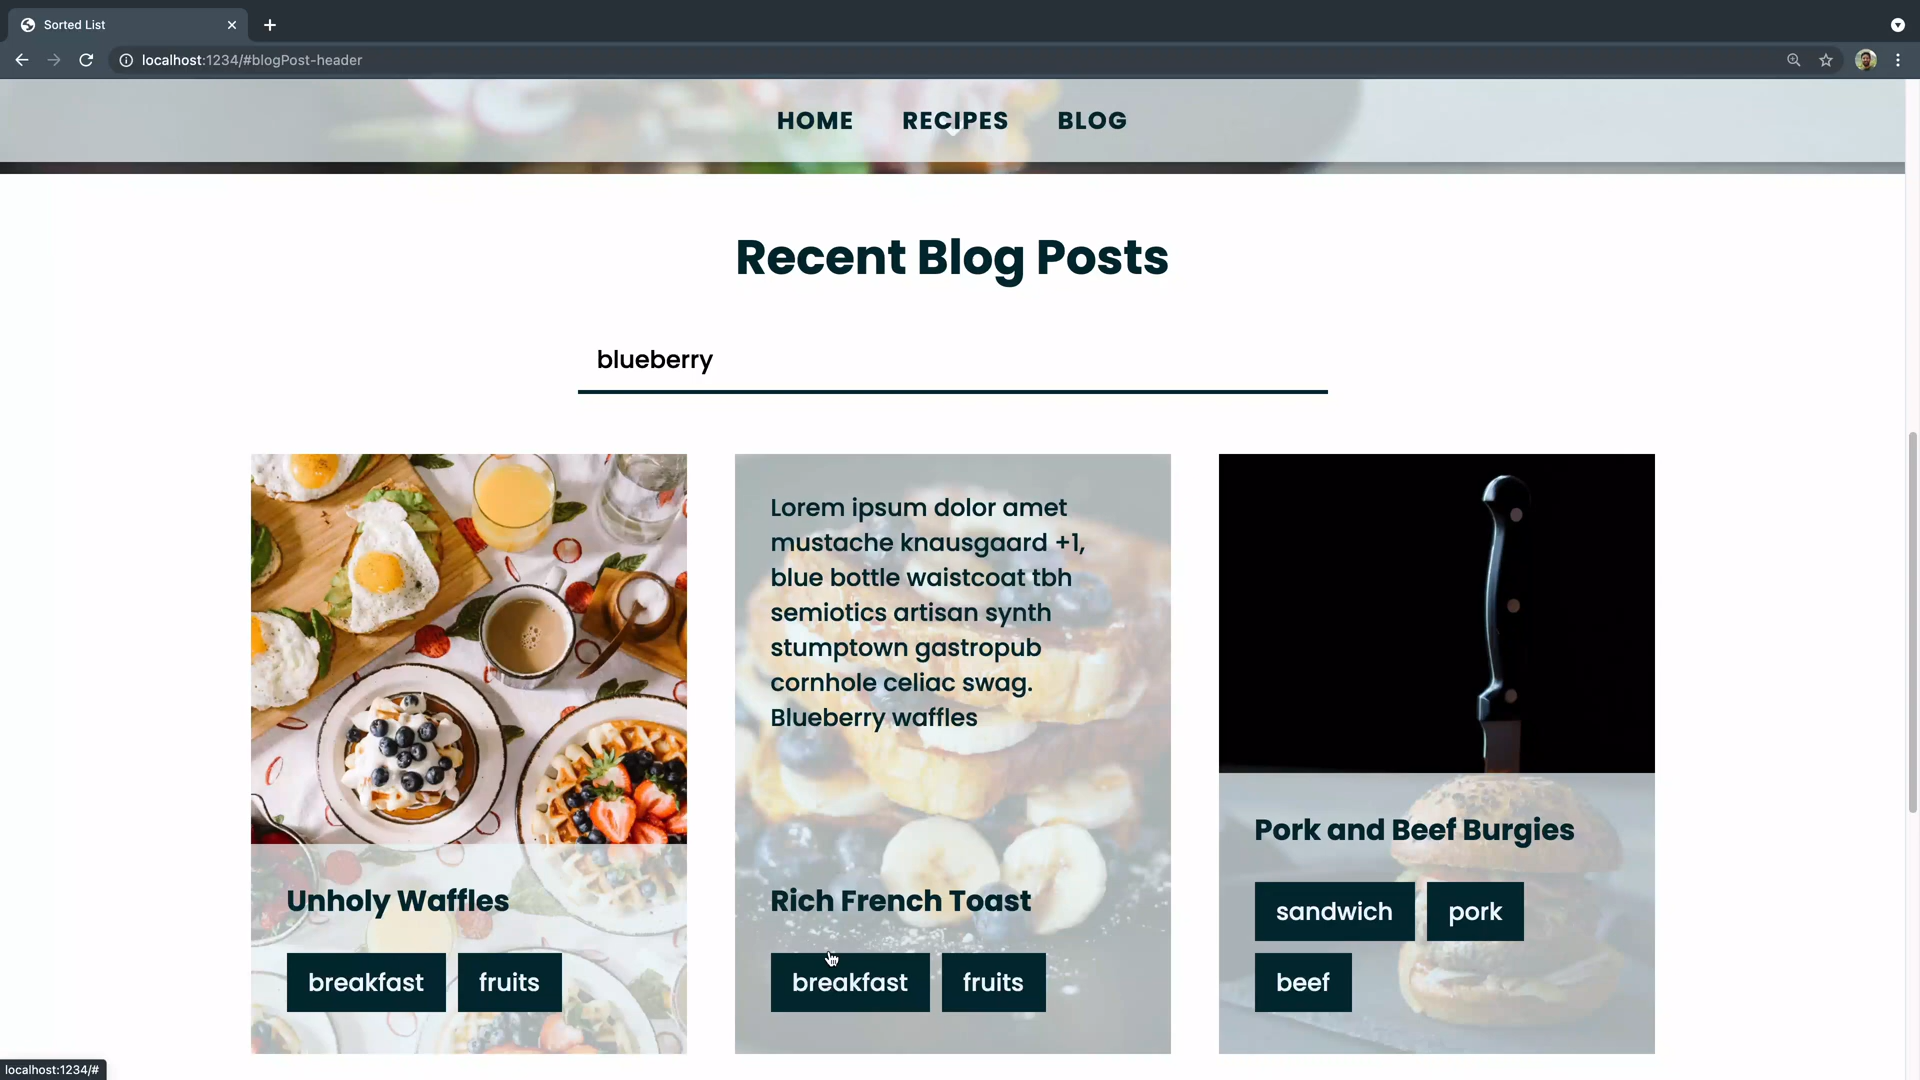 Sorted List
localhost:1234/#blogPost-header
HOME RECIPES BLOG
Recent Blog Posts
blueberry
Unholy Waffles
breakfast fruits
Lorem ipsum dolor amet
mustache knausgaard +1,
blue bottle waistcoat tbh
semiotics artisan synth
stumptown gastropub
cornhole celiac swag.
Blueberry waffles
Rich French Toast
breakfast fruits
Pork and Beef Burgies
sandwich pork
beef
localhost:1234/#